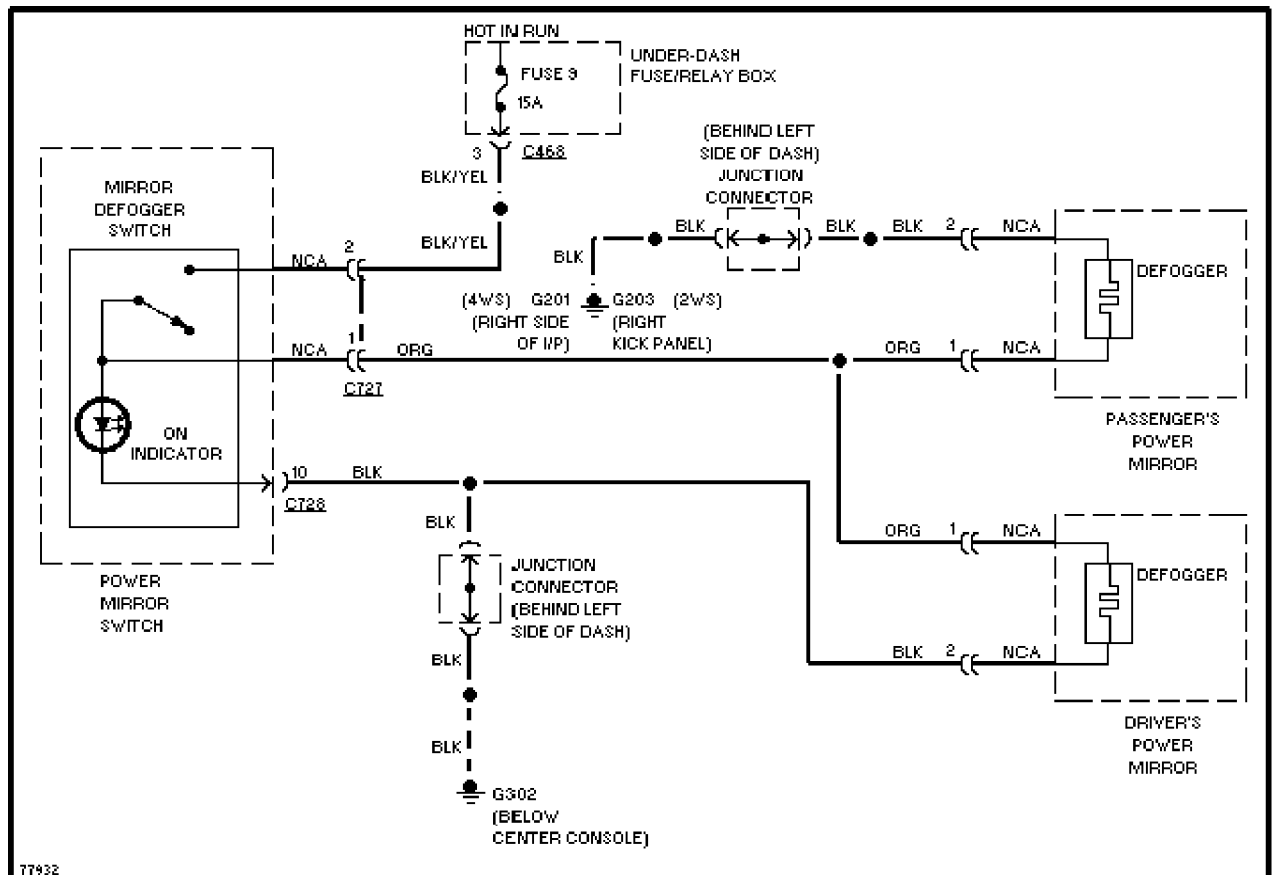 HOT IN RUN
FUSE 9
15A
UNDER-DASH
FUSE/RELAY BOX
3
C468
BLK/YEL
BLK/YEL
(BEHIND LEFT
SIDE OF DASH)
JUNCTION
CONNECTOR
BLK
BLK
BLK
BLK
2
NCA
DEFOGGER
(4WS) G201
(RIGHT SIDE
OF I/P)
G203 (2WS)
(RIGHT
KICK PANEL)
MIRROR
DEFOGGER
SWITCH
NCA
2
NCA
1
ORG
C727
ORG
1
NCA
PASSENGER'S
POWER
MIRROR
ON
INDICATOR
10
BLK
C728
POWER
MIRROR
SWITCH
BLK
JUNCTION
CONNECTOR
(BEHIND LEFT
SIDE OF DASH)
BLK
BLK
G302
(BELOW
CENTER CONSOLE)
ORG
1
NCA
DEFOGGER
BLK
2
NCA
DRIVER'S
POWER
MIRROR
77932